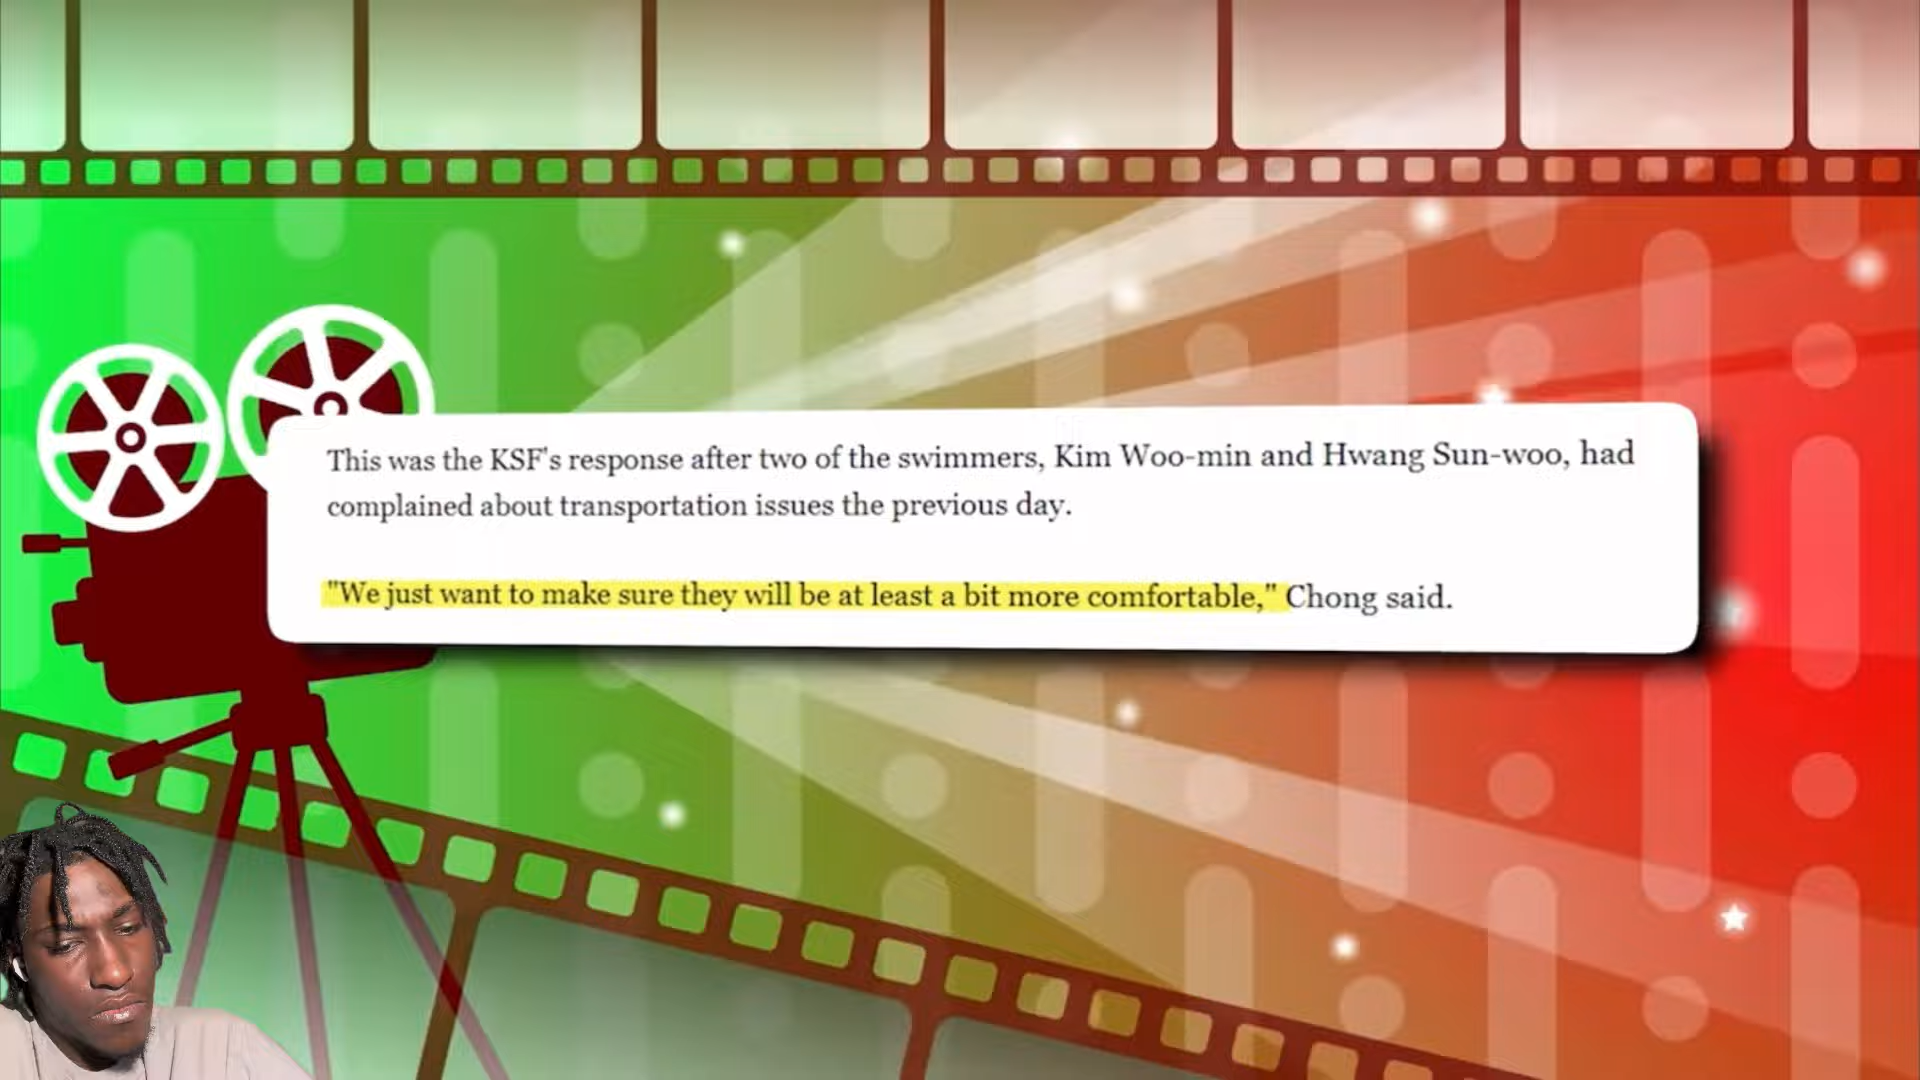 This was the KSF's response after two of the swimmers, Kim Woo-min and Hwang Sun-woo, had
complained about transportation issues the previous day.
"We just want to make sure they will be at least a bit more comfortable," Chong said.